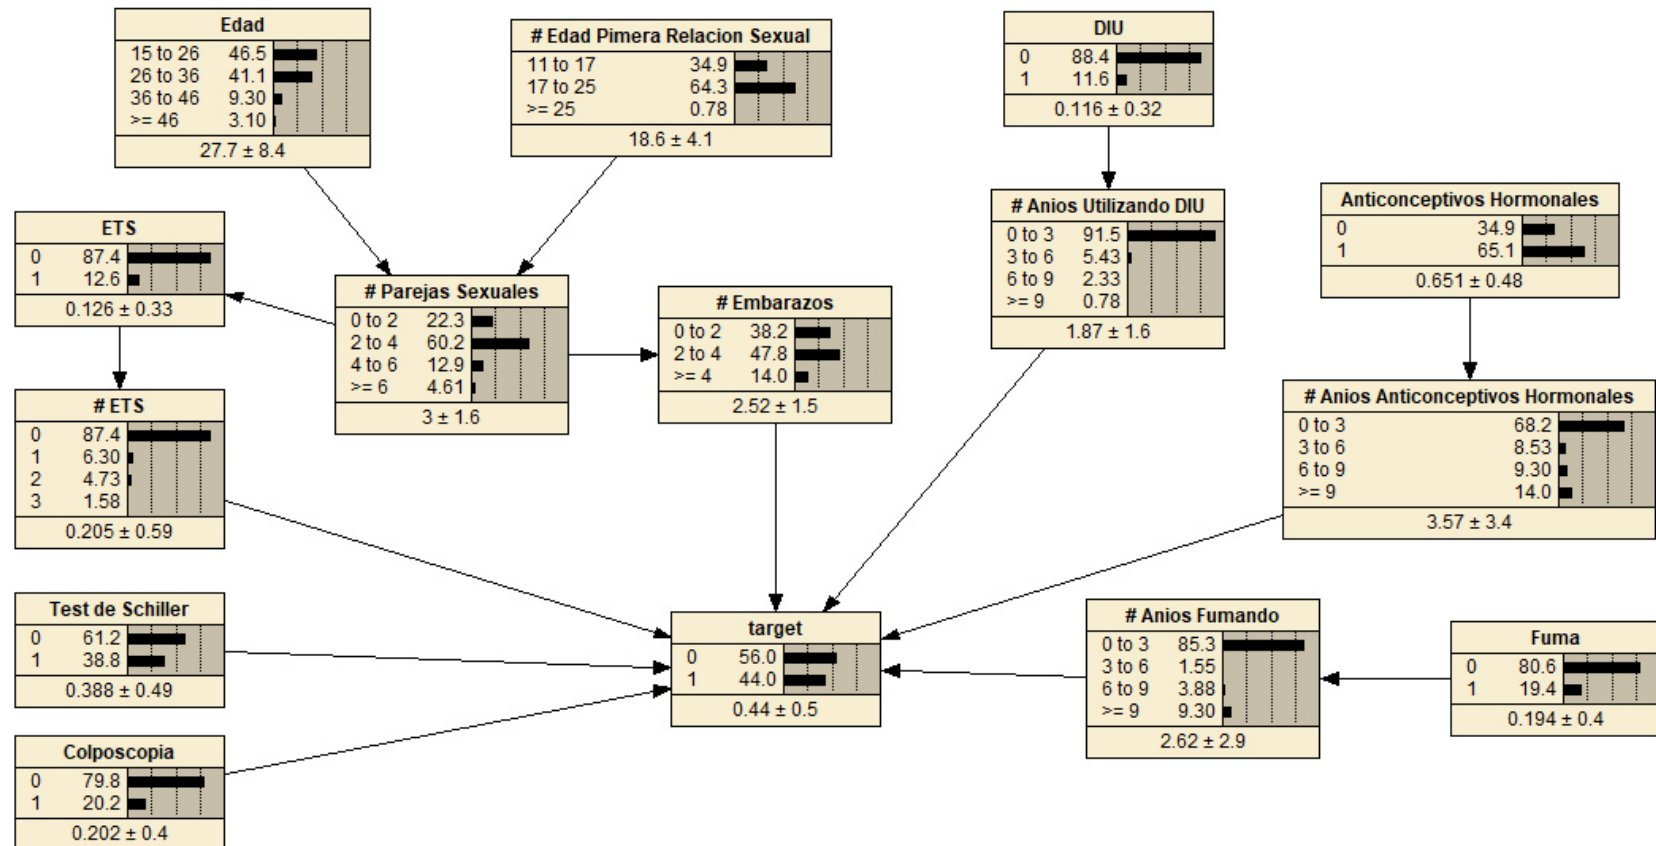 Edad
15 to 26 46.5
26 to 36 41.1
36 to 46 9.30
>= 46 3.10
27.7 ± 8.4
# Edad Pimera Relacion Sexual
11 to 17 34.9
17 to 25 64.3
>= 25 0.78
18.6 ± 4.1
DIU
0 88.4
1 11.6
0.116 ± 0.32
ETS
0 87.4
1 12.6
0.126 ± 0.33
# Parejas Sexuales
0 to 2 22.3
2 to 4 60.2
4 to 6 12.9
>= 6 4.61
3 ± 1.6
# Embarazos
0 to 2 38.2
2 to 4 47.8
>= 4 14.0
2.52 ± 1.5
# Anios Utilizando DIU
0 to 3 91.5
3 to 6 5.43
6 to 9 2.33
>= 9 0.78
1.87 ± 1.6
Anticonceptivos Hormonales
0 34.9
1 65.1
0.651 ± 0.48
# ETS
0 87.4
1 6.30
2 4.73
3 1.58
0.205 ± 0.59
# Anios Anticonceptivos Hormonales
0 to 3 68.2
3 to 6 8.53
6 to 9 9.30
>= 9 14.0
3.57 ± 3.4
Test de Schiller
0 61.2
1 38.8
0.388 ± 0.49
target
0 56.0
1 44.0
0.44 ± 0.5
# Anios Fumando
0 to 3 85.3
3 to 6 1.55
6 to 9 3.88
>= 9 9.30
2.62 ± 2.9
Fuma
0 80.6
1 19.4
0.194 ± 0.4
Colposcopia
0 79.8
1 20.2
0.202 ± 0.4